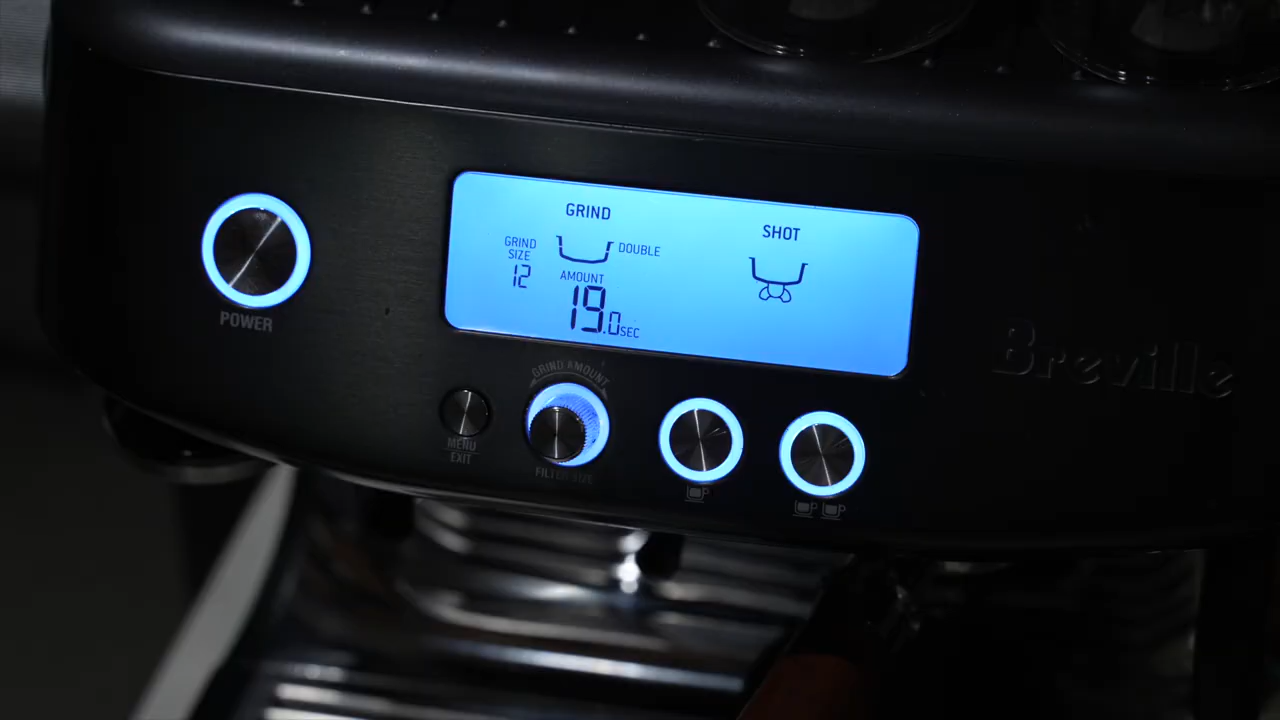 GRIND
SHOT
GRIND
SIZE
12
DOUBLE
AMOUNT
19.0SEC
POWER
Breville
GRIND AMOUNT
MENU
EXIT
FILTER SIZE